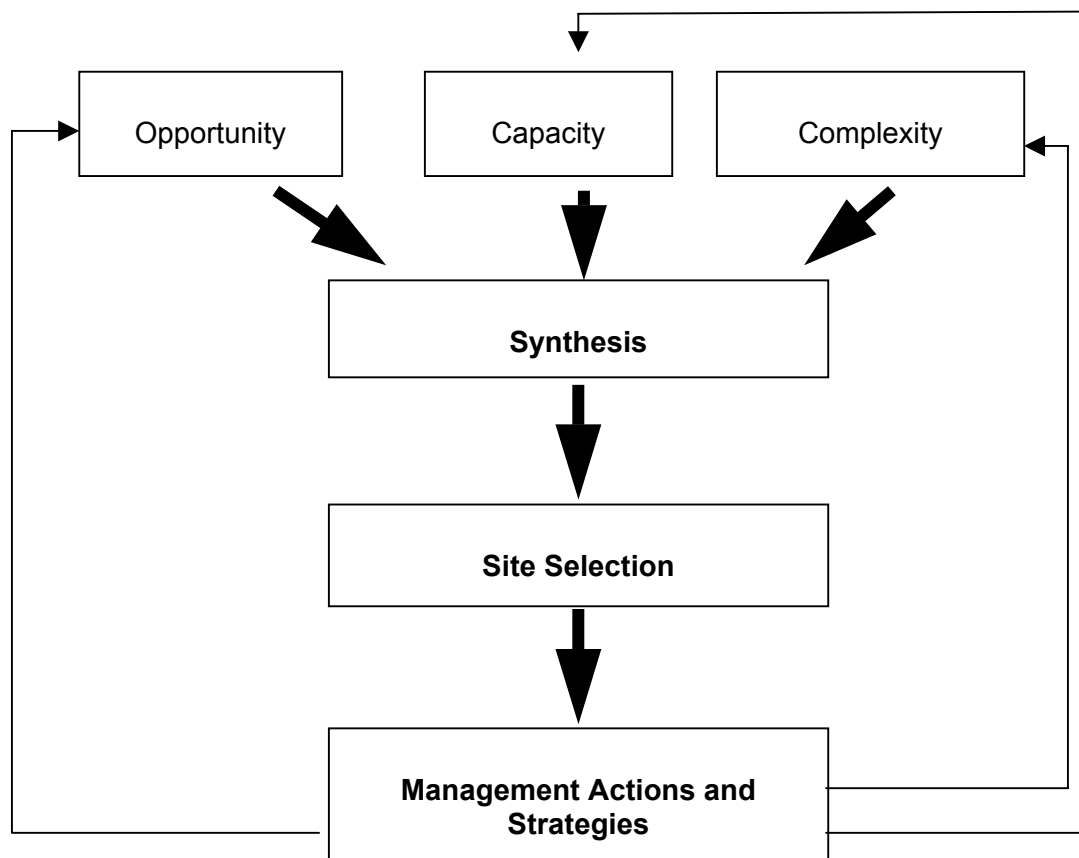 Opportunity
Capacity
Complexity
Synthesis
Site Selection
Management Actions and
Strategies